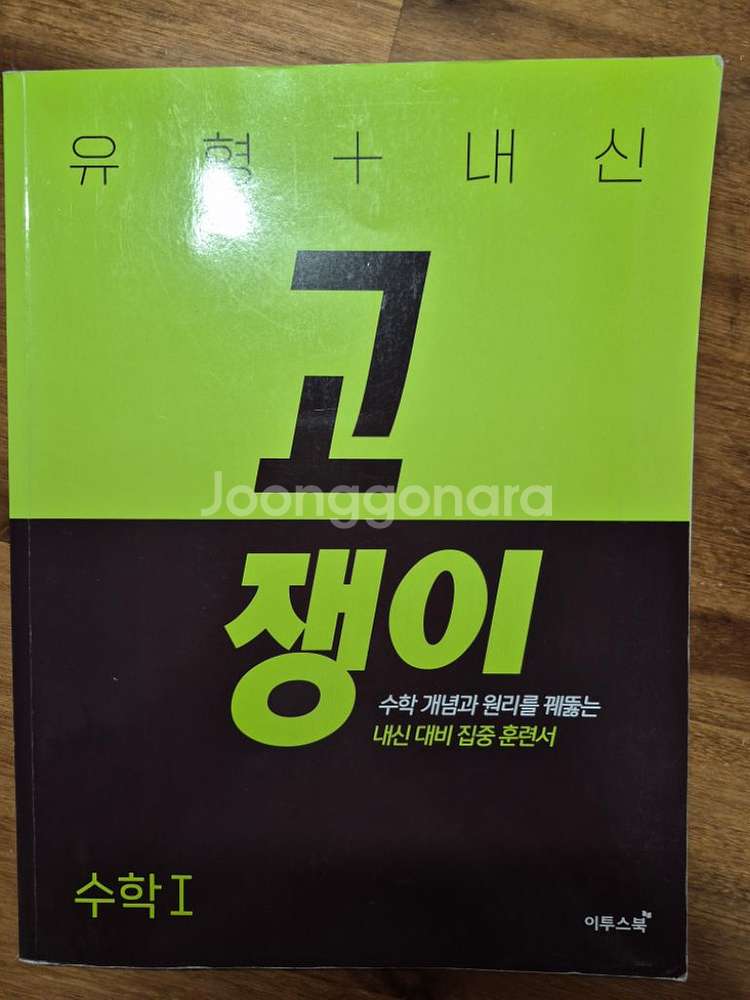 유 형 + 내 신
고
Joonggonara
쟁이
수학 개념과 원리를 꿰뚫는
내신 대비 집중 훈련서
수학 I
이투스북